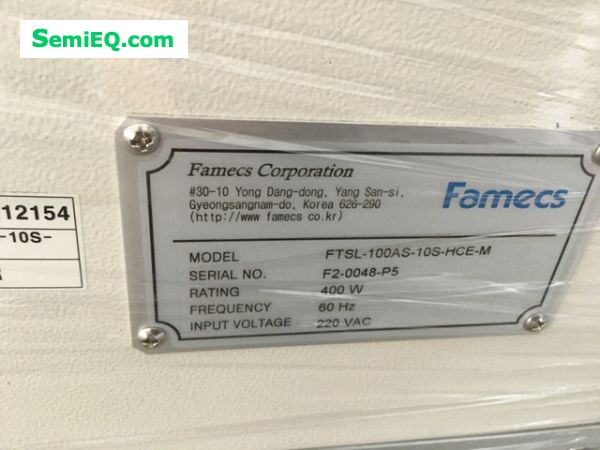 SemiEQ.com
Famecs Corporation
#30-10 Yong Dang-dong, Yang San-si,
Gyeongsangnam-do, Korea 626-290
(http://www famecs co.kr)
Famecs
MODEL FTSL-100AS-10S-HCE-M
SERIAL NO. F2-0048-P5
RATING 400 W
FREQUENCY 60 Hz
INPUT VOLTAGE 220 VAC
12154
-10S-